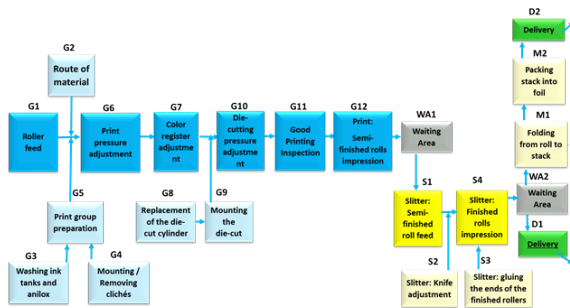 D2
Delivery
G2
M2
Route of
material
Packing
stack into
foil
G1
G6
G7
G10
G11
G12
WA1
M1
Roller
feed
Print
pressure
adjustment
Color
register
adjustme
nt
Die-
cutting
pressure
adjustme
nt
Good
Printing
Inspection
Print:
Semi-
finished rolls
impression
Waiting
Area
Folding
from roll to
stack
WA2
G5
G8
G9
S1
S4
Waiting
Area
Print group
preparation
Replacement
of the die-
cut cylinder
Mounting
the die-cut
Slitter:
Semi-
finished
roll feed
Slitter:
Finished
rolls
impression
D1
Delivery
G3
G4
S2
S3
Washing ink
tanks and
anilox
Mounting /
Removing
clichés
Slitter: Knife
adjustment
Slitter: gluing
the ends of the
finished rollers